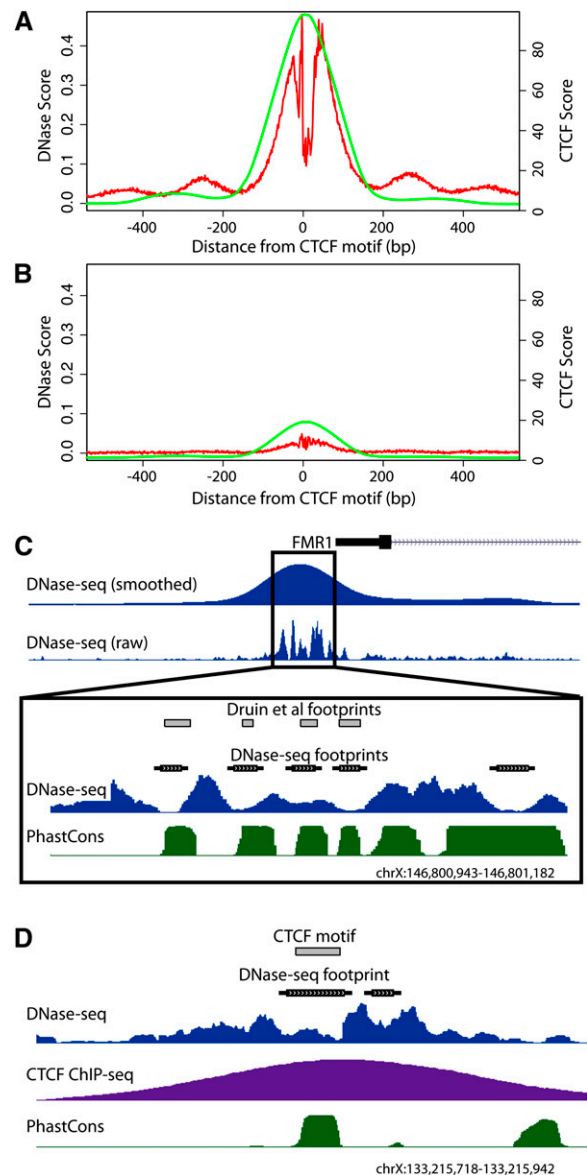 A
DNase Score
0.4
0.3
0.2
0.1
0.0
CTCF Score
80
60
40
20
0
-400 -200 0 200 400
Distance from CTCF motif (bp)
B
DNase Score
0.4
0.3
0.2
0.1
0.0
CTCF Score
80
60
40
20
0
-400 -200 0 200 400
Distance from CTCF motif (bp)
C
FMR1
DNase-seq (smoothed)
DNase-seq (raw)
Druin et al footprints
DNase-seq footprints
DNase-seq
PhastCons
chrX:146,800,943-146,801,182
D
CTCF motif
DNase-seq footprint
DNase-seq
CTCF ChIP-seq
PhastCons
chrX:133,215,718-133,215,942